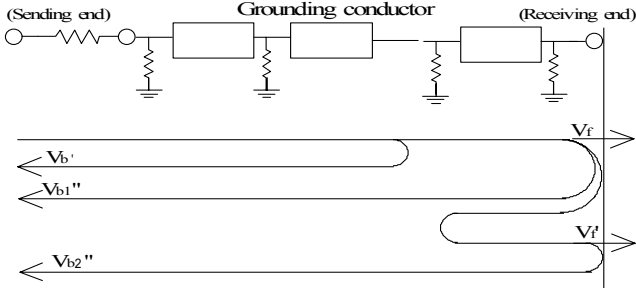 Grounding conductor
(Sending end)
(Receiving end)
Vf
Vb'
Vb1"
Vf'
Vb2"